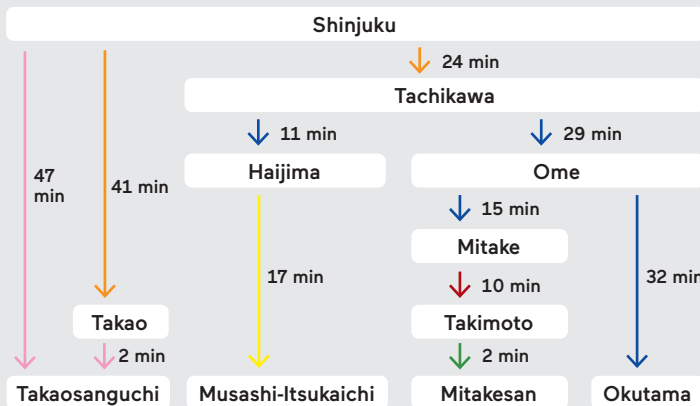 Shinjuku
24 min
Tachikawa
11 min
29 min
Haijima
Ome
47
min
41 min
15 min
Mitake
17 min
10 min
32 min
Takao
Takimoto
2 min
2 min
Takaosanguchi
Musashi-Itsukaichi
Mitakesan
Okutama